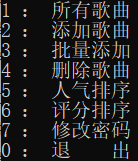 1 : 所有歌曲
2 : 添加歌曲
3 : 批量添加
4 : 删除歌曲
5 : 人气排序
6 : 评分排序
7 : 修改密码
0 : 退    出